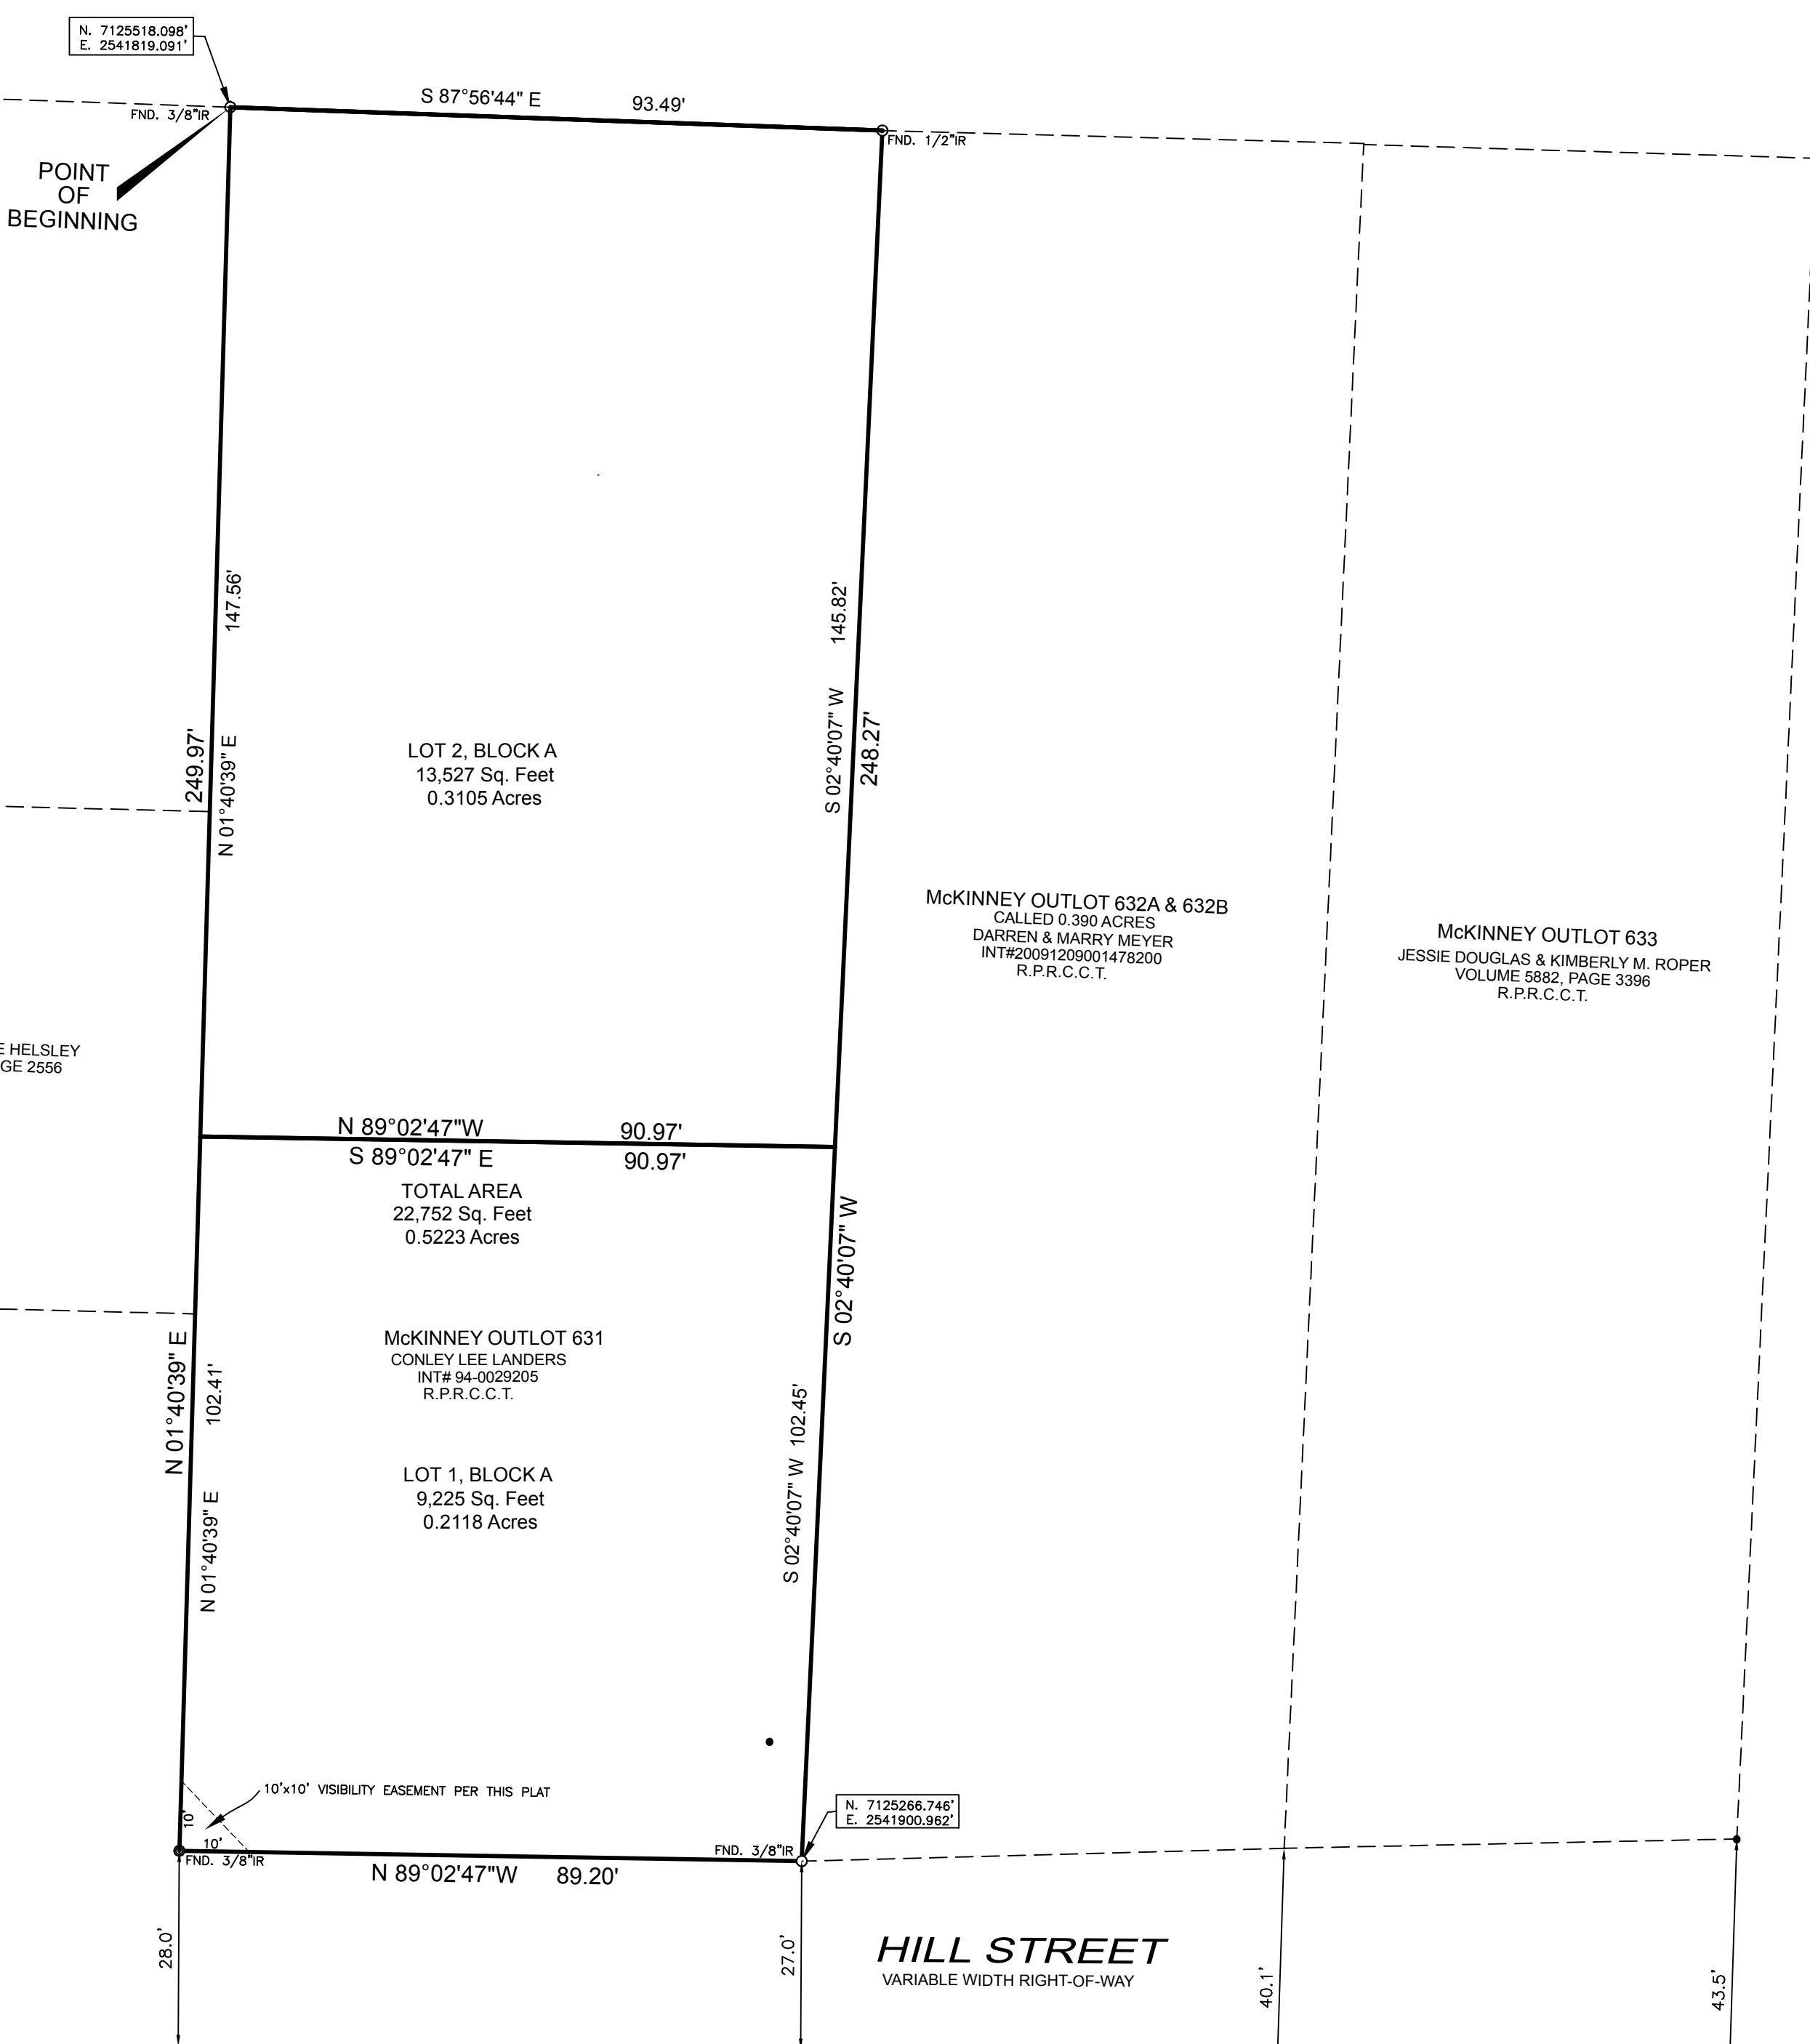 N. 7125518.098'
E. 2541819.091'
S 87°56'44" E 93.49'
FND. 3/8"IR
FND. 1/2"IR
POINT
OF
BEGINNING
147.56'
145.82'
249.97'
N 01°40'39" E
S 02°40'07" W
248.27'
LOT 2, BLOCK A
13,527 Sq. Feet
0.3105 Acres
McKINNEY OUTLOT 632A & 632B
CALLED 0.390 ACRES
DARREN & MARRY MEYER
INT#20091209001478200
R.P.R.C.C.T.
McKINNEY OUTLOT 633
JESSIE DOUGLAS & KIMBERLY M. ROPER
VOLUME 5882, PAGE 3396
R.P.R.C.C.T.
E HELSLEY
GE 2556
N 89°02'47"W 90.97'
S 89°02'47" E 90.97'
TOTAL AREA
22,752 Sq. Feet
0.5223 Acres
S 02°40'07" W
McKINNEY OUTLOT 631
CONLEY LEE LANDERS
INT# 94-0029205
R.P.R.C.C.T.
N 01°40'39" E
102.41'
S 02°40'07" W 102.45'
LOT 1, BLOCK A
9,225 Sq. Feet
0.2118 Acres
N 01°40'39" E
10'x10' VISIBILITY EASEMENT PER THIS PLAT
10'
10'
N. 7125266.746'
E. 2541900.962'
FND. 3/8"IR
FND. 3/8"IR
N 89°02'47"W 89.20'
28.0'
27.0'
HILL STREET
VARIABLE WIDTH RIGHT-OF-WAY
40.1'
43.5'